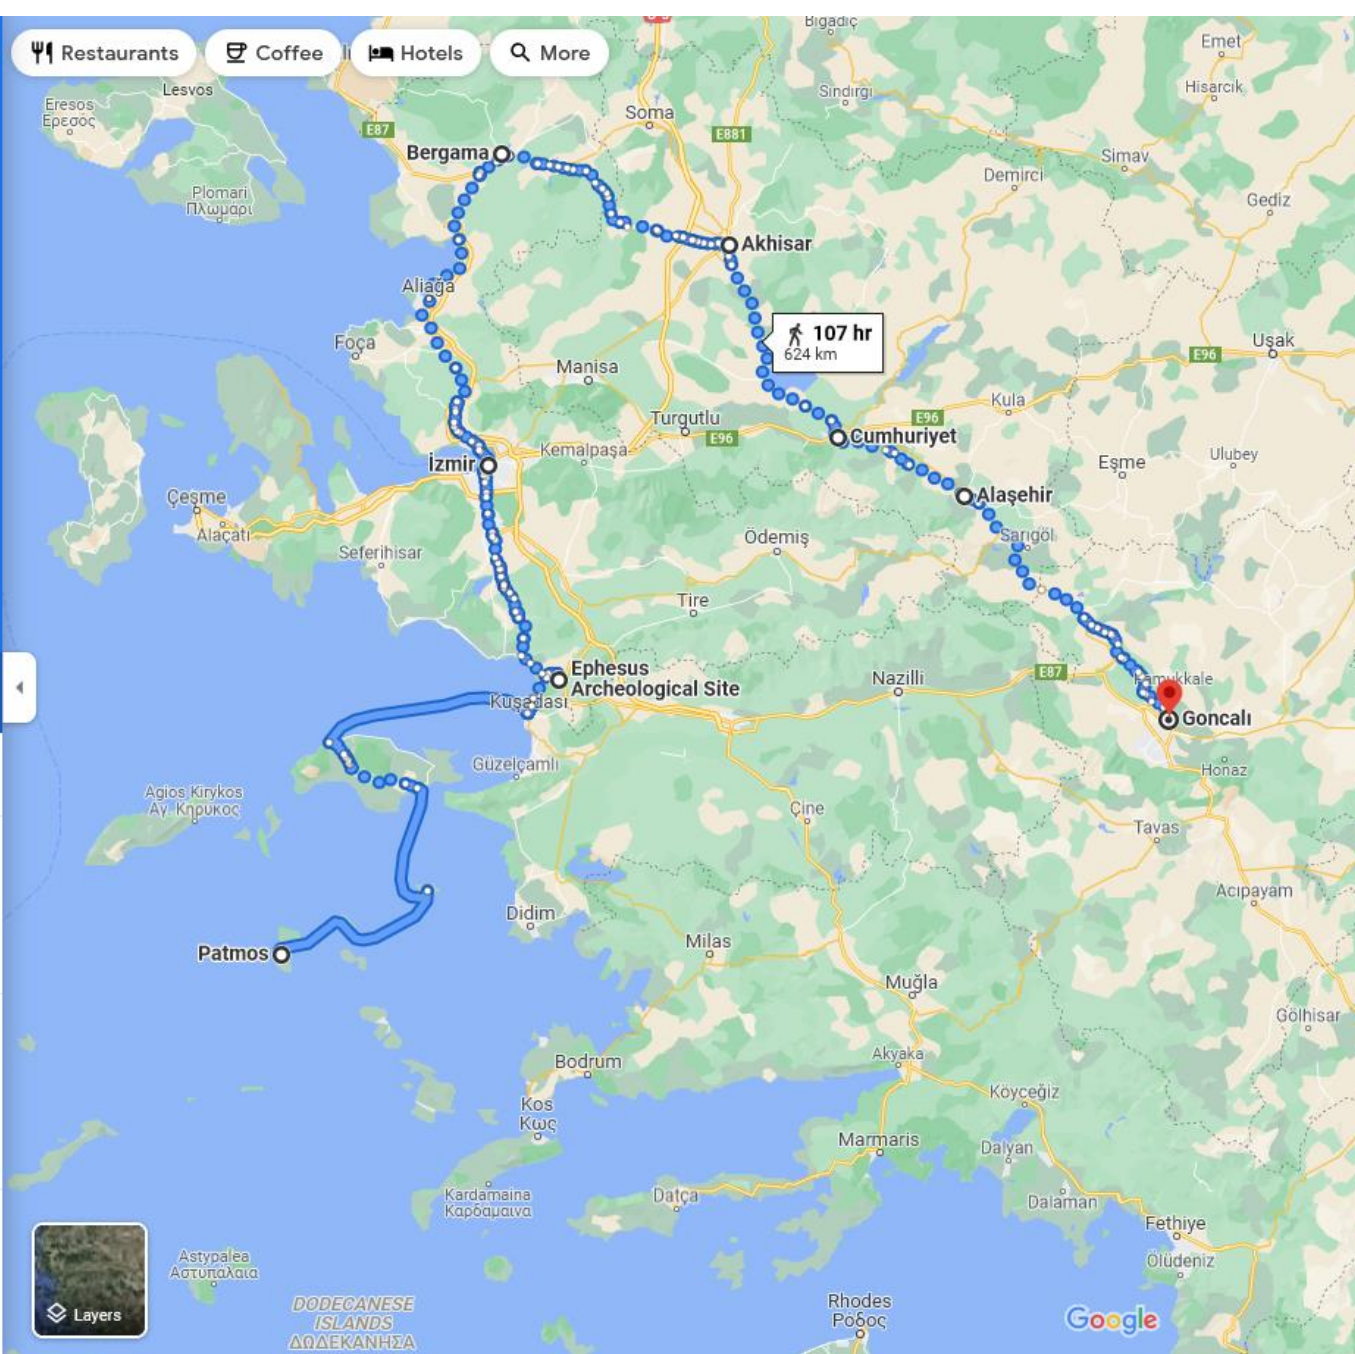 Restaurants
Coffee
Hotels
More
Bigadiç
Emet
Lesvos
Hisarcık
Sındırgı
Eresos
Ερεσός
Soma
E87
E881
Bergama
Simav
Demirci
Plomari
Πλωμάρι
Gediz
Akhisar
Aliağa
107 hr
624 km
Foça
Uşak
E96
Manisa
Kula
Turgutlu
E96
E96
Cumhuriyet
Kemalpaşa
İzmir
Eşme
Ulubey
Çeşme
Alaşehir
Alaçatı
Sarıgöl
Ödemiş
Seferihisar
Tire
Ephesus
Archeological Site
Nazilli
E87
Pamukkale
Kuşadası
Goncalı
Güzelçamlı
Honaz
Agios Kirykos
Αγ. Κήρυκος
Çine
Tavas
Acıpayam
Didim
Milas
Patmos
Muğla
Gölhisar
Akyaka
Bodrum
Köyceğiz
Kos
Κως
Marmaris
Dalyan
Kardamaina
Καρδάμαινα
Datça
Dalaman
Fethiye
Astypalea
Αστυπάλαια
Ölüdeniz
Layers
DODECANESE
ISLANDS
ΔΩΔΕΚΑΝΗΣΑ
Rhodes
Ρόδος
Google